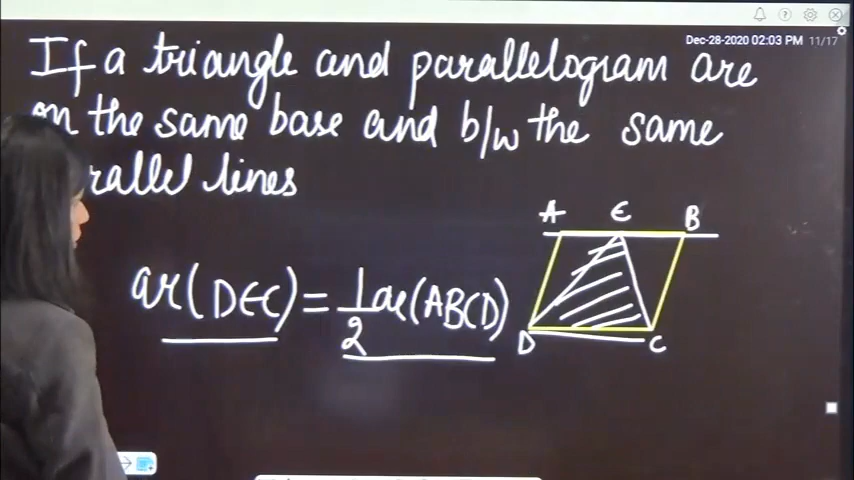 Dec-28-2020 02:03 PM 11/17
If a triangle and parallelogram are
the same base and b/w the same
lines
ar(DEC) = 1/2 ar(ABCD)
A E B
D C